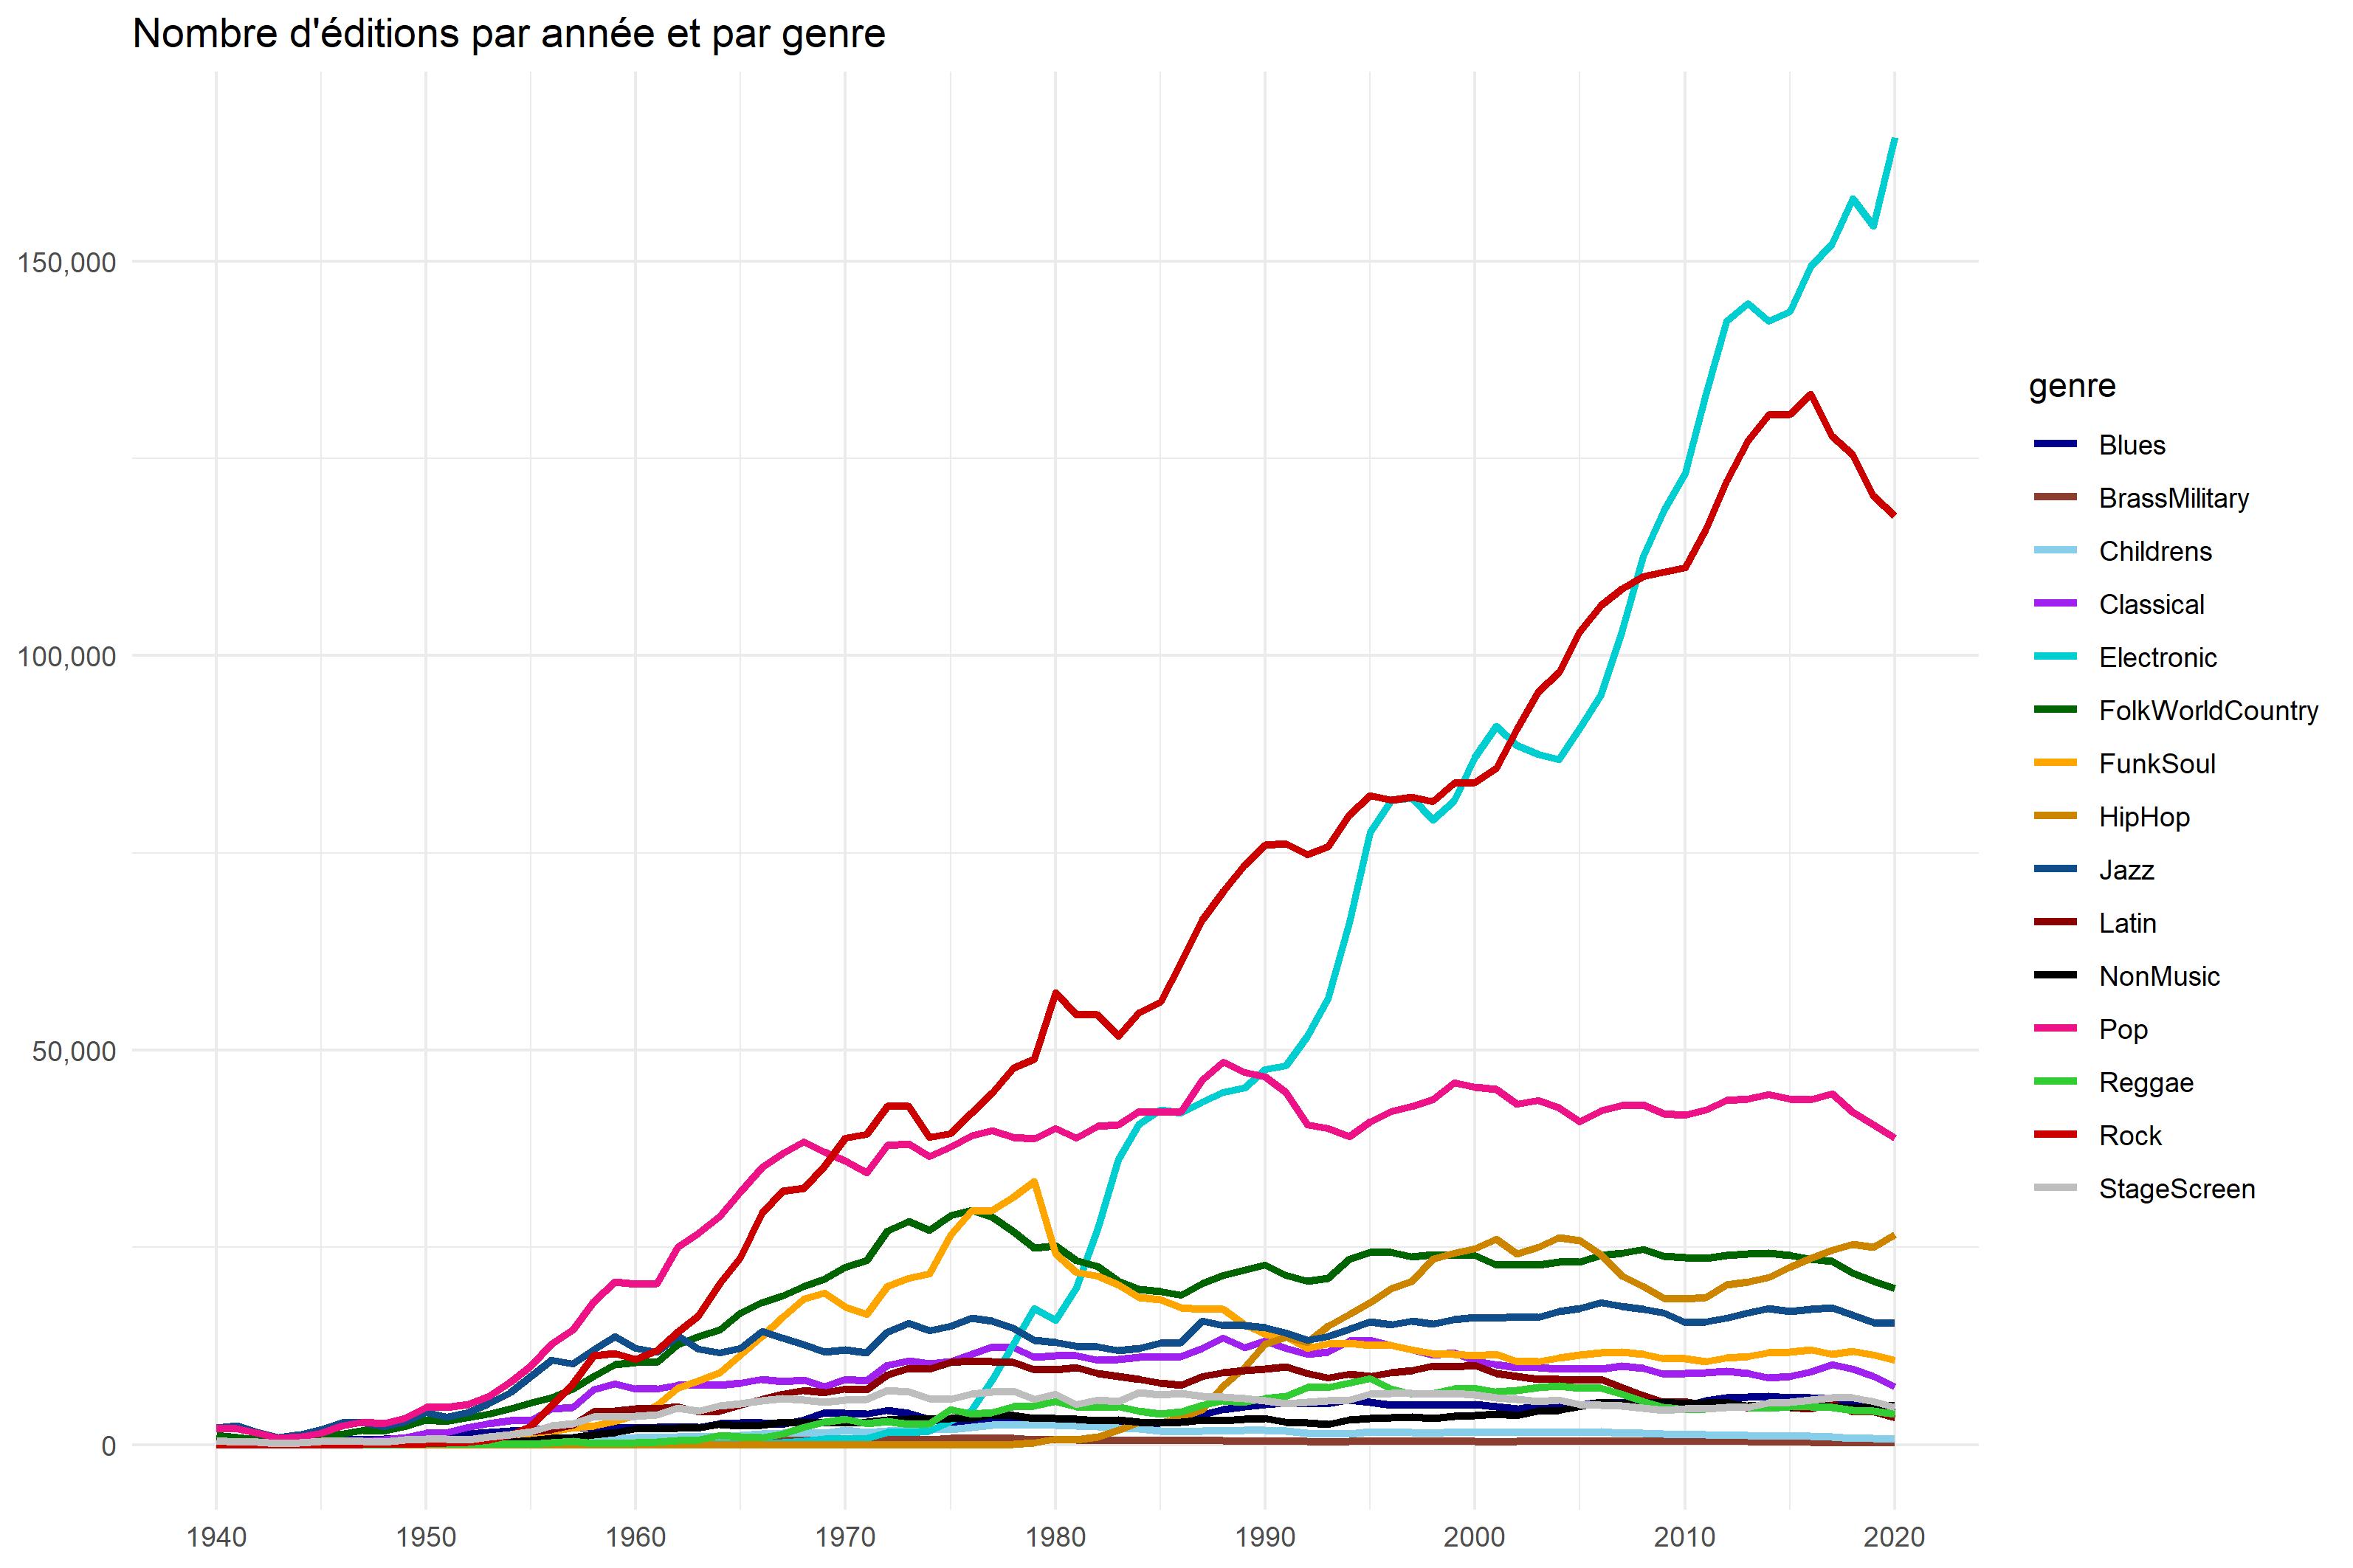 Nombre d'éditions par année et par genre
150,000
100,000
50,000
0
1940 1950 1960 1970 1980 1990 2000 2010 2020
genre
Blues
BrassMilitary
Childrens
Classical
Electronic
FolkWorldCountry
FunkSoul
HipHop
Jazz
Latin
NonMusic
Pop
Reggae
Rock
StageScreen